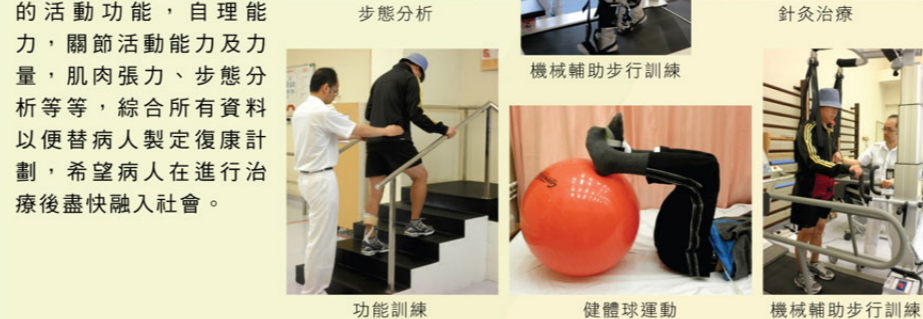 的活動功能，自理能
力，關節活動能力及力
量，肌肉張力、步態分
析等等，綜合所有資料
以便替病人製定復康計
劃，希望病人在進行治
療後盡快融入社會。
步態分析
針灸治療
機械輔助步行訓練
功能訓練
健體球運動
機械輔助步行訓練